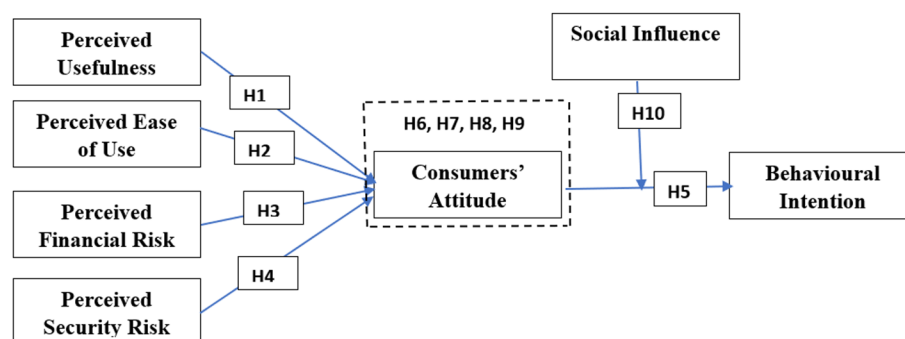 Perceived
Usefulness
H1
Perceived Ease
of Use
H2
Perceived
Financial Risk
H3
Perceived
Security Risk
H4
H6, H7, H8, H9
Consumers’
Attitude
Social Influence
H10
H5
Behavioural
Intention